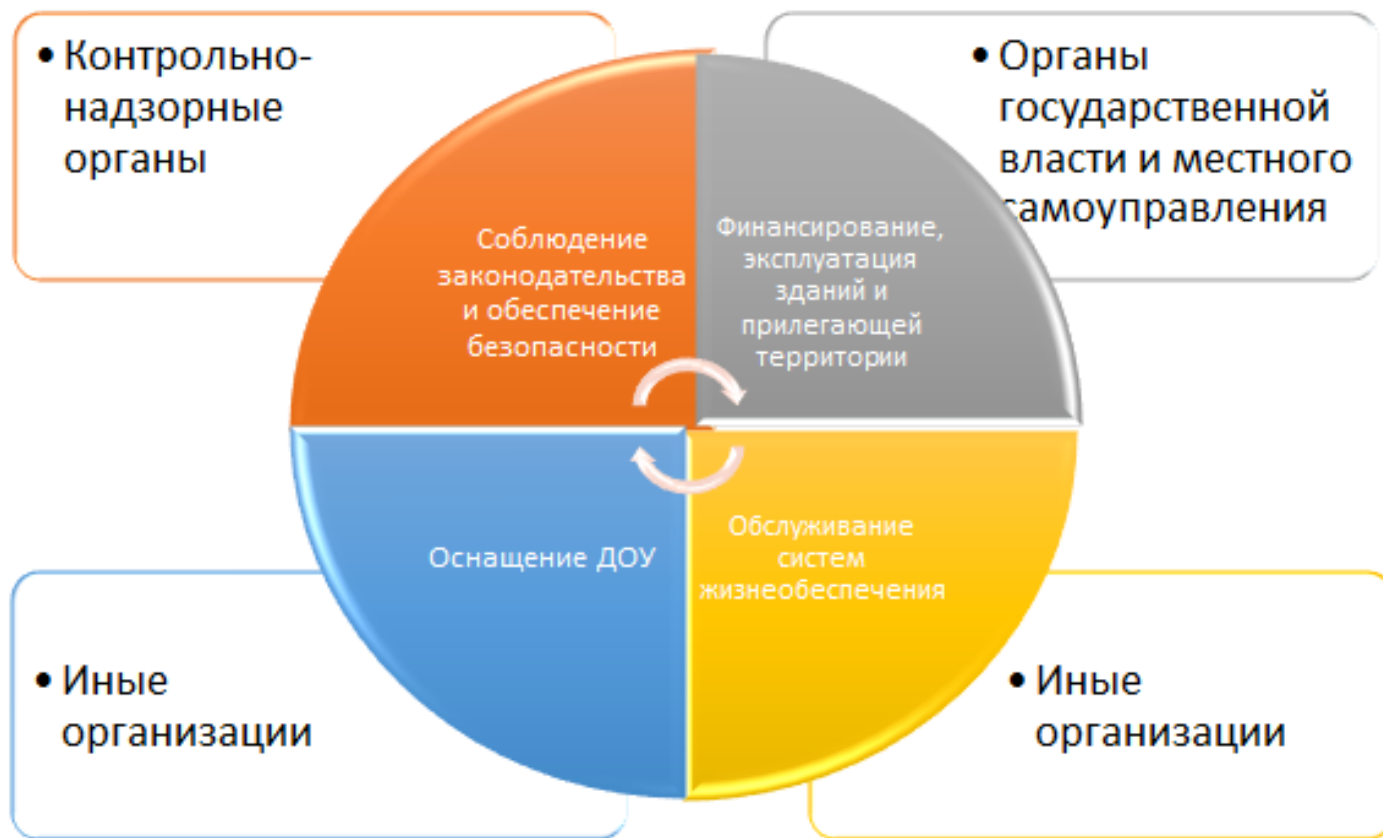 • Контрольно-
надзорные
органы
• Органы
государственной
власти и местного
самоуправления
Соблюдение
законодательства
и обеспечение
безопасности
Финансирование,
эксплуатация
зданий и
прилегающей
территории
Оснащение ДОУ
Обслуживание
систем
жизнеобеспечения
• Иные
организации
• Иные
организации